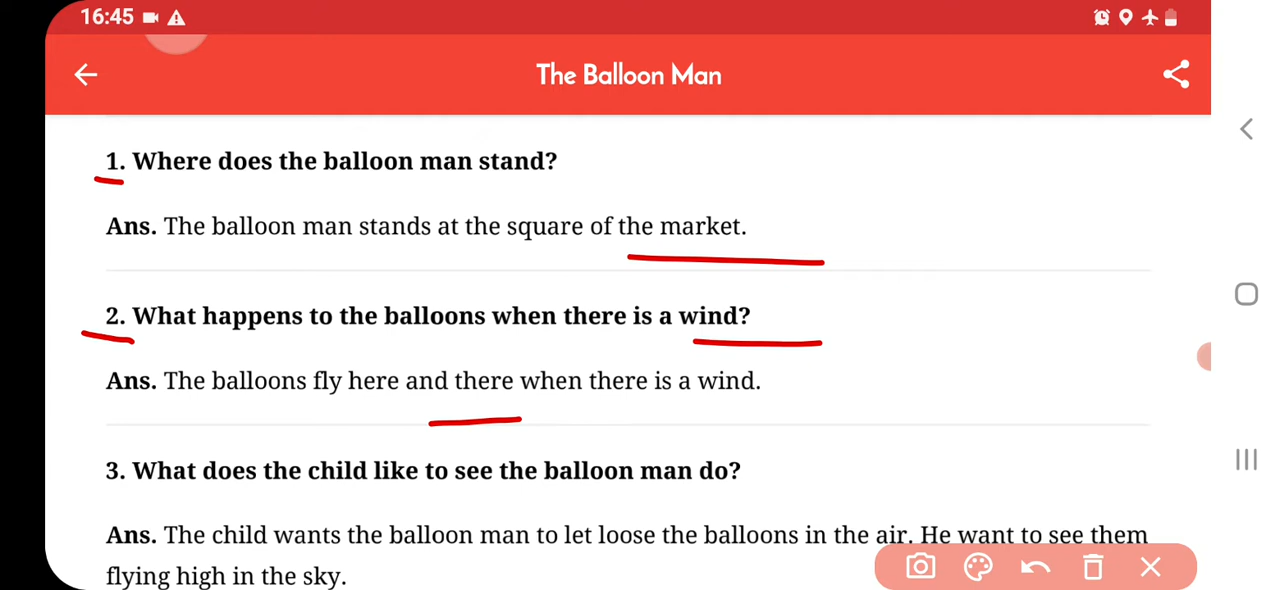 16:45
The Balloon Man
1. Where does the balloon man stand?
Ans. The balloon man stands at the square of the market.
2. What happens to the balloons when there is a wind?
Ans. The balloons fly here and there when there is a wind.
3. What does the child like to see the balloon man do?
Ans. The child wants the balloon man to let loose the balloons in the air. He want to see them
flying high in the sky.